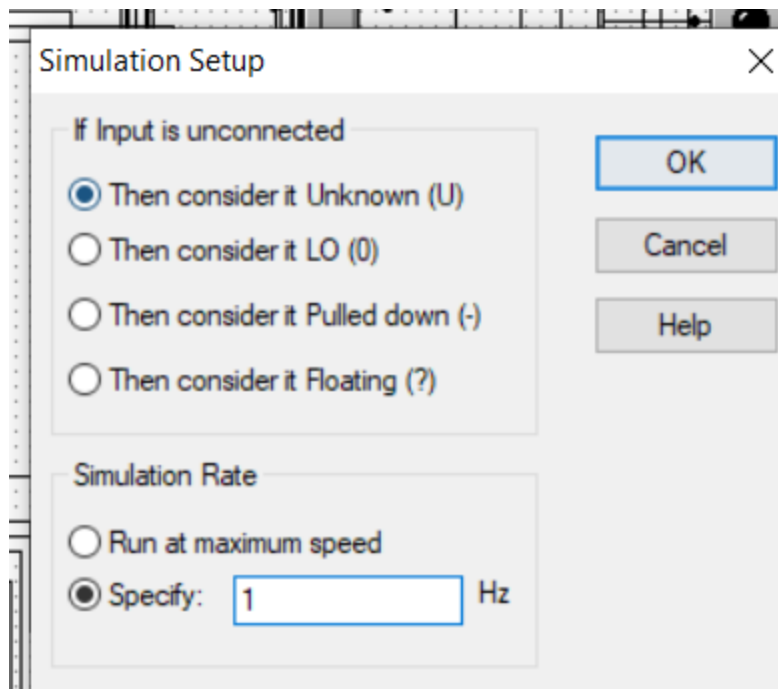 Simulation Setup
If Input is unconnected
Then consider it Unknown (U)
Then consider it LO (0)
Then consider it Pulled down (-)
Then consider it Floating (?)
OK
Cancel
Help
Simulation Rate
Run at maximum speed
Specify: 1 Hz